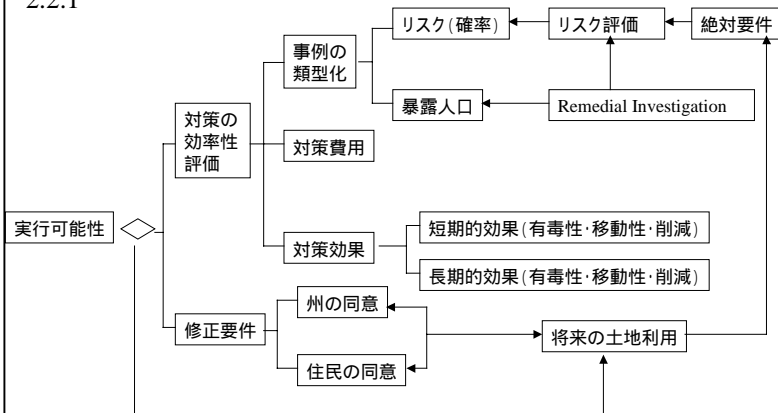 2.2.1
リスク(確率)
リスク評価
絶対要件
事例の
類型化
暴露人口
Remedial Investigation
対策の
効率性
評価
対策費用
実行可能性
対策効果
短期的効果(有毒性・移動性・削減)
長期的効果(有毒性・移動性・削減)
修正要件
州の同意
住民の同意
将来の土地利用